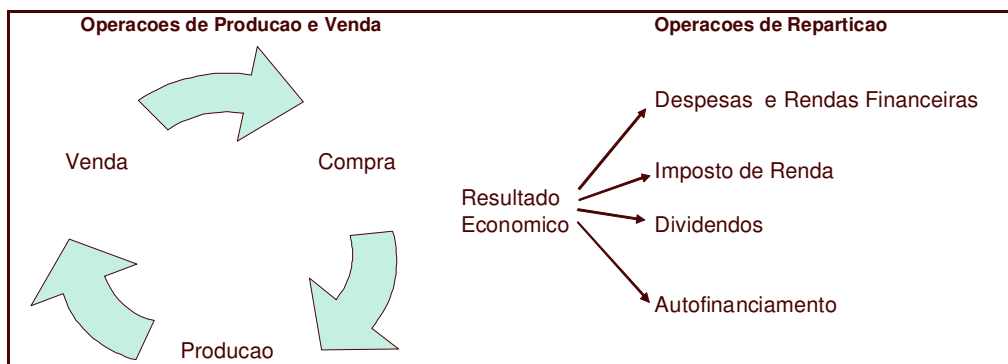 Operacoes de Producao e Venda
Venda
Compra
Producao
Operacoes de Reparticao
Resultado
Economico
Despesas e Rendas Financeiras
Imposto de Renda
Dividendos
Autofinanciamento